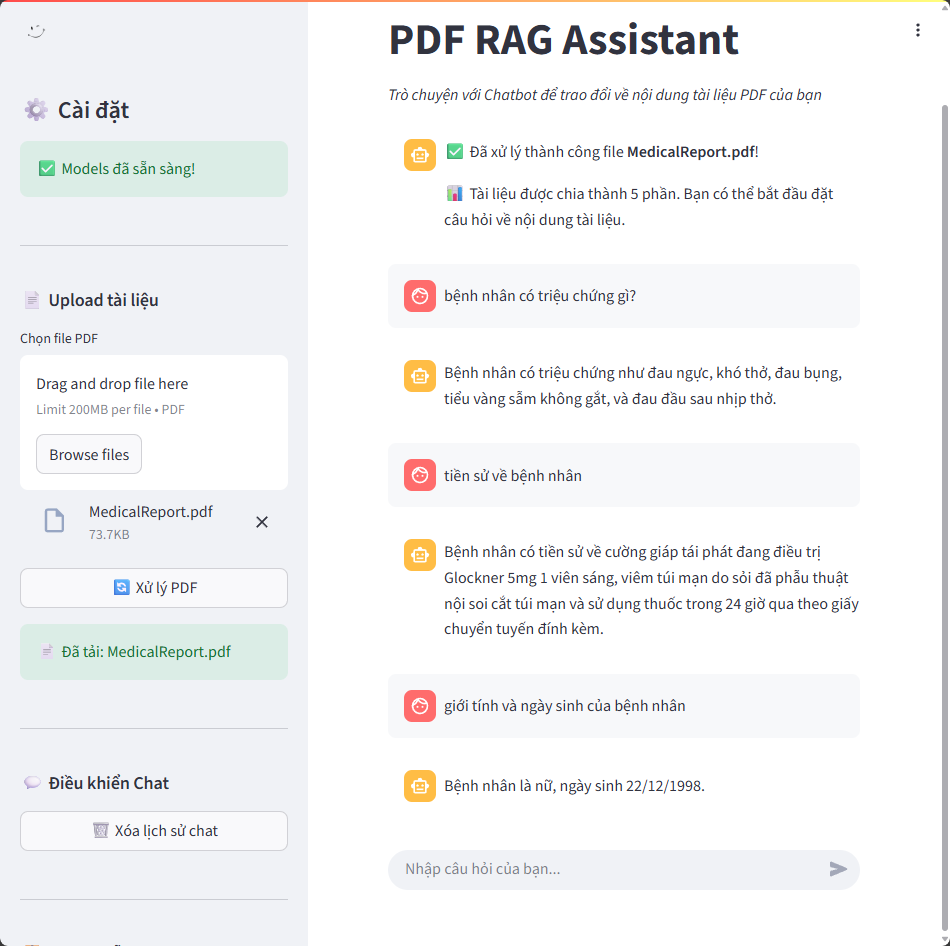 Cài đặt
Models đã sẵn sàng!
Upload tài liệu
Chọn file PDF
Drag and drop file here
Limit 200MB per file • PDF
Browse files
MedicalReport.pdf
73.7KB
Xử lý PDF
Đã tải: MedicalReport.pdf
Điều khiển Chat
Xóa lịch sử chat
PDF RAG Assistant
Trò chuyện với Chatbot để trao đổi về nội dung tài liệu PDF của bạn
Đã xử lý thành công file MedicalReport.pdf!
Tài liệu được chia thành 5 phần. Bạn có thể bắt đầu đặt
câu hỏi về nội dung tài liệu.
bệnh nhân có triệu chứng gì?
Bệnh nhân có triệu chứng như đau ngực, khó thở, đau bụng,
tiểu vàng sẫm không gắt, và đau đầu sau nhịp thở.
tiền sử về bệnh nhân
Bệnh nhân có tiền sử về cường giáp tái phát đang điều trị
Glockner 5mg 1 viên sáng, viêm túi mạn do sỏi đã phẫu thuật
nội soi cắt túi mạn và sử dụng thuốc trong 24 giờ qua theo giấy
chuyển tuyến đính kèm.
giới tính và ngày sinh của bệnh nhân
Bệnh nhân là nữ, ngày sinh 22/12/1998.
Nhập câu hỏi của bạn...